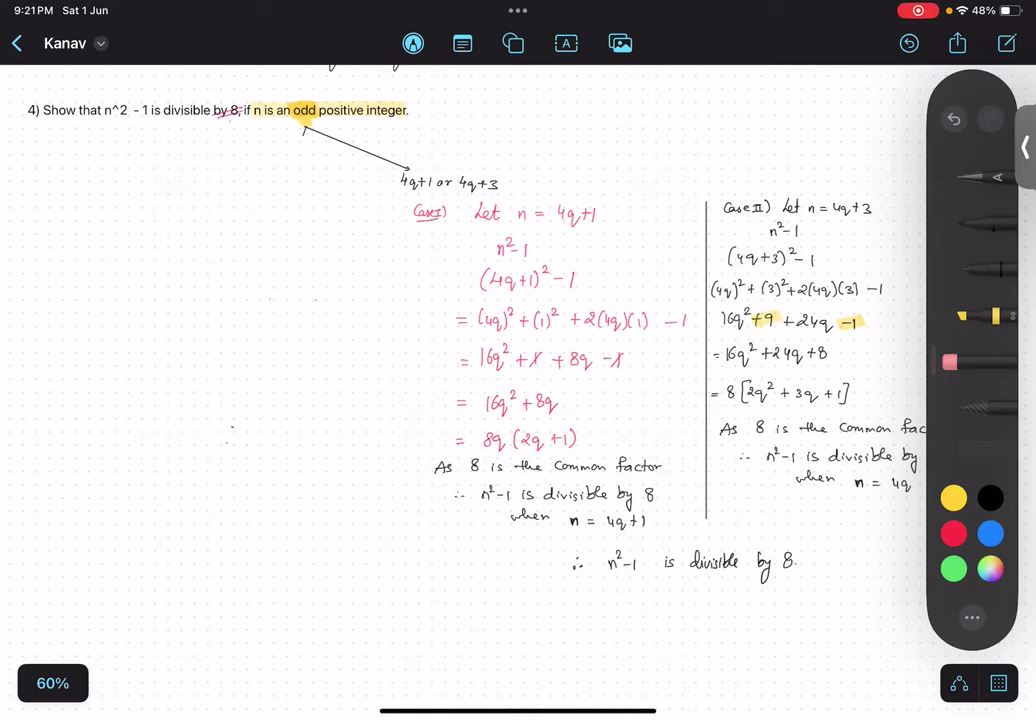 9:21PM Sat 1 Jun
48%
Kanav
A
4) Show that n^2 - 1 is divisible by 8, if n is an odd positive integer.
4q+1 or 4q+3
Case I) Let n = 4q+1
n²-1
(4q+1)² -1
= (4q)² + (1)² + 2(4q)(1) -1
= 16q² + 1 + 8q - 1
= 16q² + 8q
= 8q (2q +1)
As 8 is the common factor
∴ n²-1 is divisible by 8
when n = 4q+1
Case II) Let n = 4q+3
n²-1
(4q+3)² -1
(4q)² + (3)² + 2(4q)(3) -1
16q² + 9 + 24q -1
= 16q² + 24q + 8
= 8 [2q² + 3q + 1]
As 8 is the common fac
∴ n²-1 is divisible by
when n = 4q
∴ n²-1 is divisible by 8.
A
80
60%